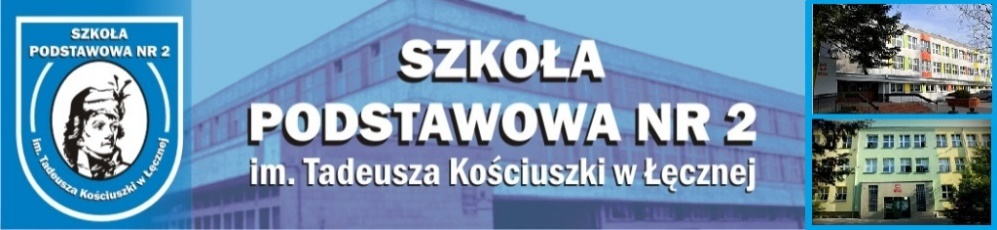 SZKOŁA
PODSTAWOWA NR 2
im. Tadeusza Kościuszki w Łęcznej
SZKOŁA
PODSTAWOWA NR 2
im. Tadeusza Kościuszki w Łęcznej